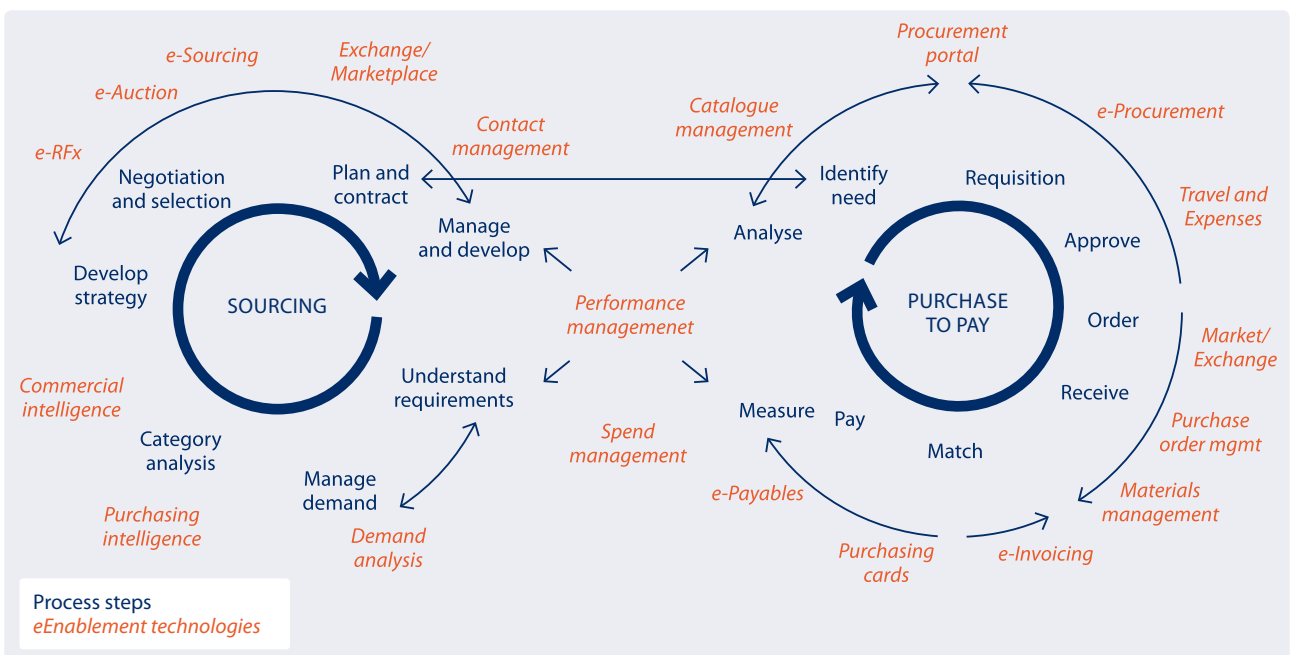 e-Sourcing
Exchange/
Marketplace
e-Auction
e-RFx
Contact
management
Negotiation
and selection
Plan and
contract
Manage
and develop
Develop
strategy
SOURCING
Commercial
intelligence
Understand
requirements
Category
analysis
Manage
demand
Purchasing
intelligence
Demand
analysis
Performance
managemenet
Spend
management
Procurement
portal
Catalogue
management
e-Procurement
Identify
need
Requisition
Travel and
Expenses
Analyse
Approve
PURCHASE
TO PAY
Order
Market/
Exchange
Receive
Measure
Pay
Match
Purchase
order mgmt
e-Payables
Materials
management
Purchasing
cards
e-Invoicing
Process steps
eEnablement technologies